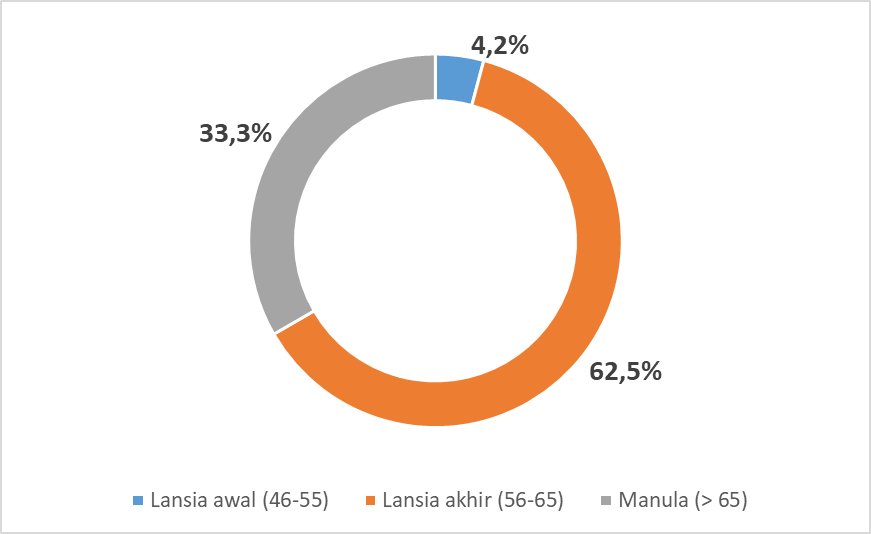 4,2%
33,3%
62,5%
Lansia awal (46-55) Lansia akhir (56-65) Manula (> 65)